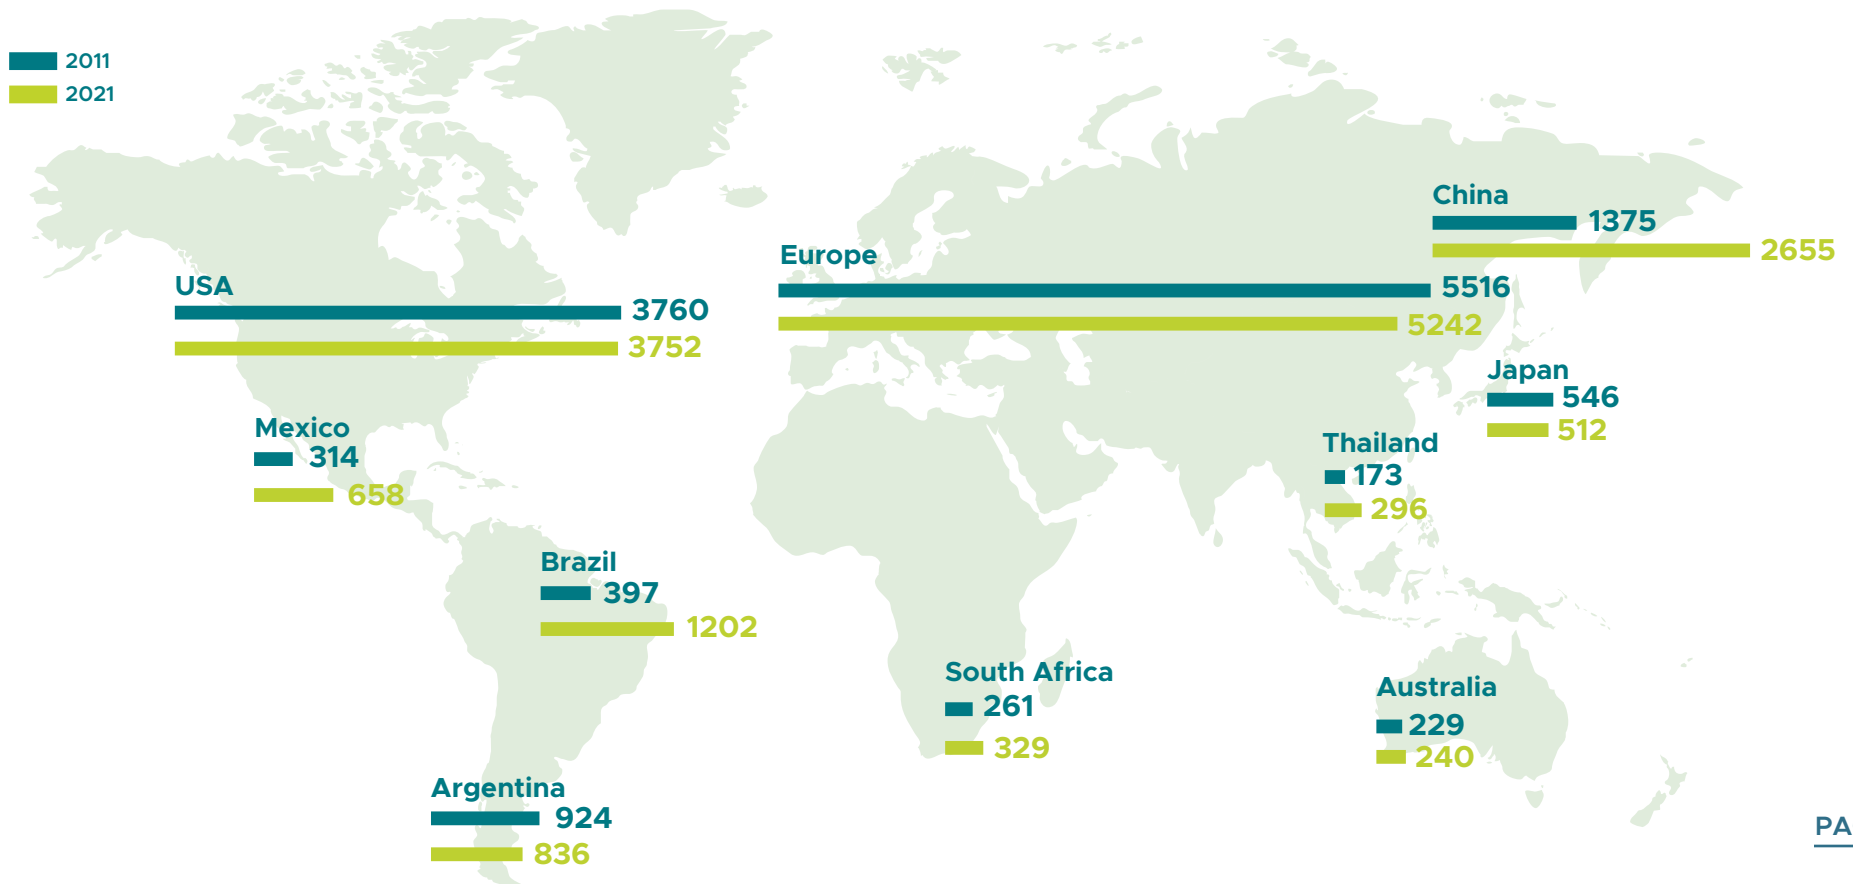 2011
2021
China
1375
2655
Europe
5516
5242
USA
3760
3752
Japan
546
512
Mexico
314
658
Thailand
173
296
Brazil
397
1202
South Africa
261
329
Australia
229
240
Argentina
924
836
PA